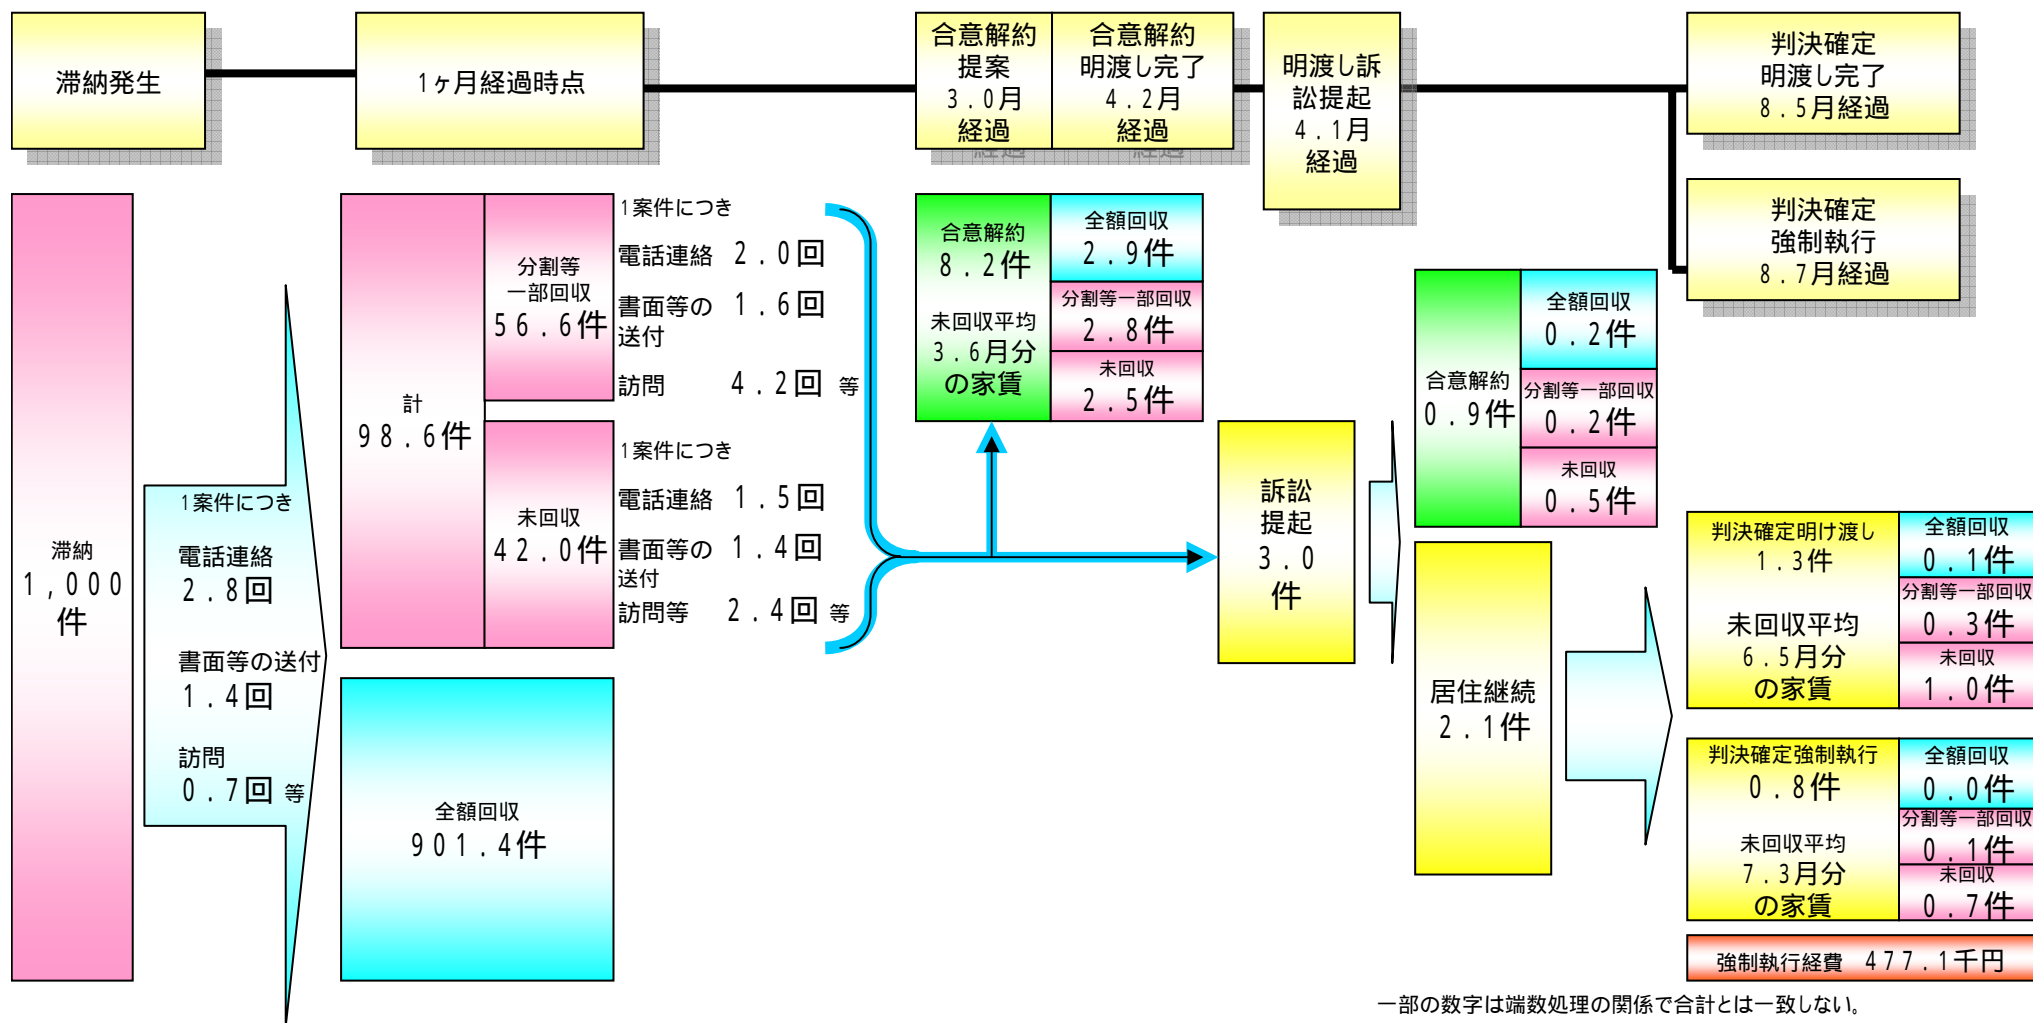 滞納発生
1ヶ月経過時点
合意解約
提案
3.0月
経過
合意解約
明渡し完了
4.2月
経過
明渡し訴
訟提起
4.1月
経過
判決確定
明渡し完了
8.5月経過
判決確定
強制執行
8.7月経過
滞納
1,000
件
1案件につき
電話連絡
2.8回
書面等の送付
1.4回
訪問
0.7回 等
計
98.6件
分割等
一部回収
56.6件
未回収
42.0件
全額回収
901.4件
1案件につき
電話連絡 2.0回
書面等の 1.6回
送付
訪問 4.2回 等
1案件につき
電話連絡 1.5回
書面等の 1.4回
送付
訪問等 2.4回 等
合意解約
8.2件
未回収平均
3.6月分
の家賃
全額回収
2.9件
分割等一部回収
2.8件
未回収
2.5件
訴訟
提起
3.0
件
合意解約
0.9件
全額回収
0.2件
分割等一部回収
0.2件
未回収
0.5件
居住継続
2.1件
判決確定明け渡し
1.3件
未回収平均
6.5月分
の家賃
全額回収
0.1件
分割等一部回収
0.3件
未回収
1.0件
判決確定強制執行
0.8件
未回収平均
7.3月分
の家賃
全額回収
0.0件
分割等一部回収
0.1件
未回収
0.7件
強制執行経費 477.1千円
一部の数字は端数処理の関係で合計とは一致しない。